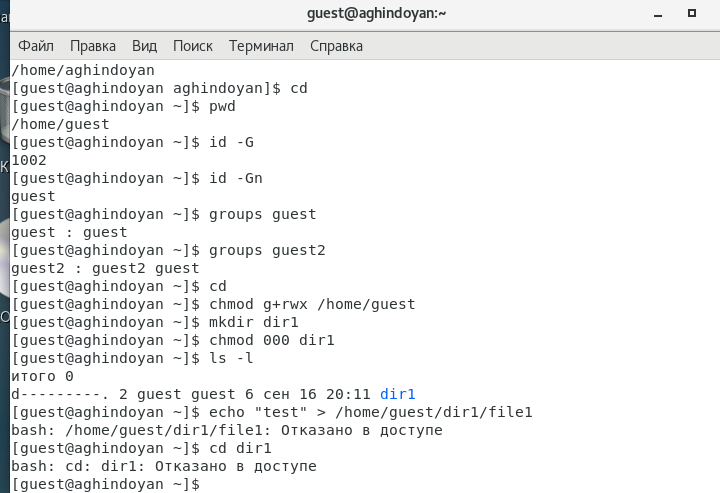 guest@aghindoyan:~
Файл Правка Вид Поиск Терминал Справка
/home/aghindoyan
[guest@aghindoyan aghindoyan]$ cd
[guest@aghindoyan ~]$ pwd
/home/guest
[guest@aghindoyan ~]$ id -G
1002
[guest@aghindoyan ~]$ id -Gn
guest
[guest@aghindoyan ~]$ groups guest
guest : guest
[guest@aghindoyan ~]$ groups guest2
guest2 : guest2 guest
[guest@aghindoyan ~]$ cd
[guest@aghindoyan ~]$ chmod g+rwx /home/guest
[guest@aghindoyan ~]$ mkdir dir1
[guest@aghindoyan ~]$ chmod 000 dir1
[guest@aghindoyan ~]$ ls -l
итого 0
d---------. 2 guest guest 6 сен 16 20:11 dir1
[guest@aghindoyan ~]$ echo "test" > /home/guest/dir1/file1
bash: /home/guest/dir1/file1: Отказано в доступе
[guest@aghindoyan ~]$ cd dir1
bash: cd: dir1: Отказано в доступе
[guest@aghindoyan ~]$